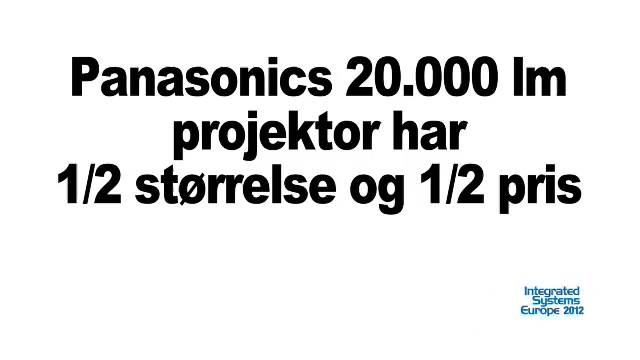 Panasonics 20.000 lm
projektor har
1/2 størrelse og 1/2 pris
Integrated
Systems
Europe 2012